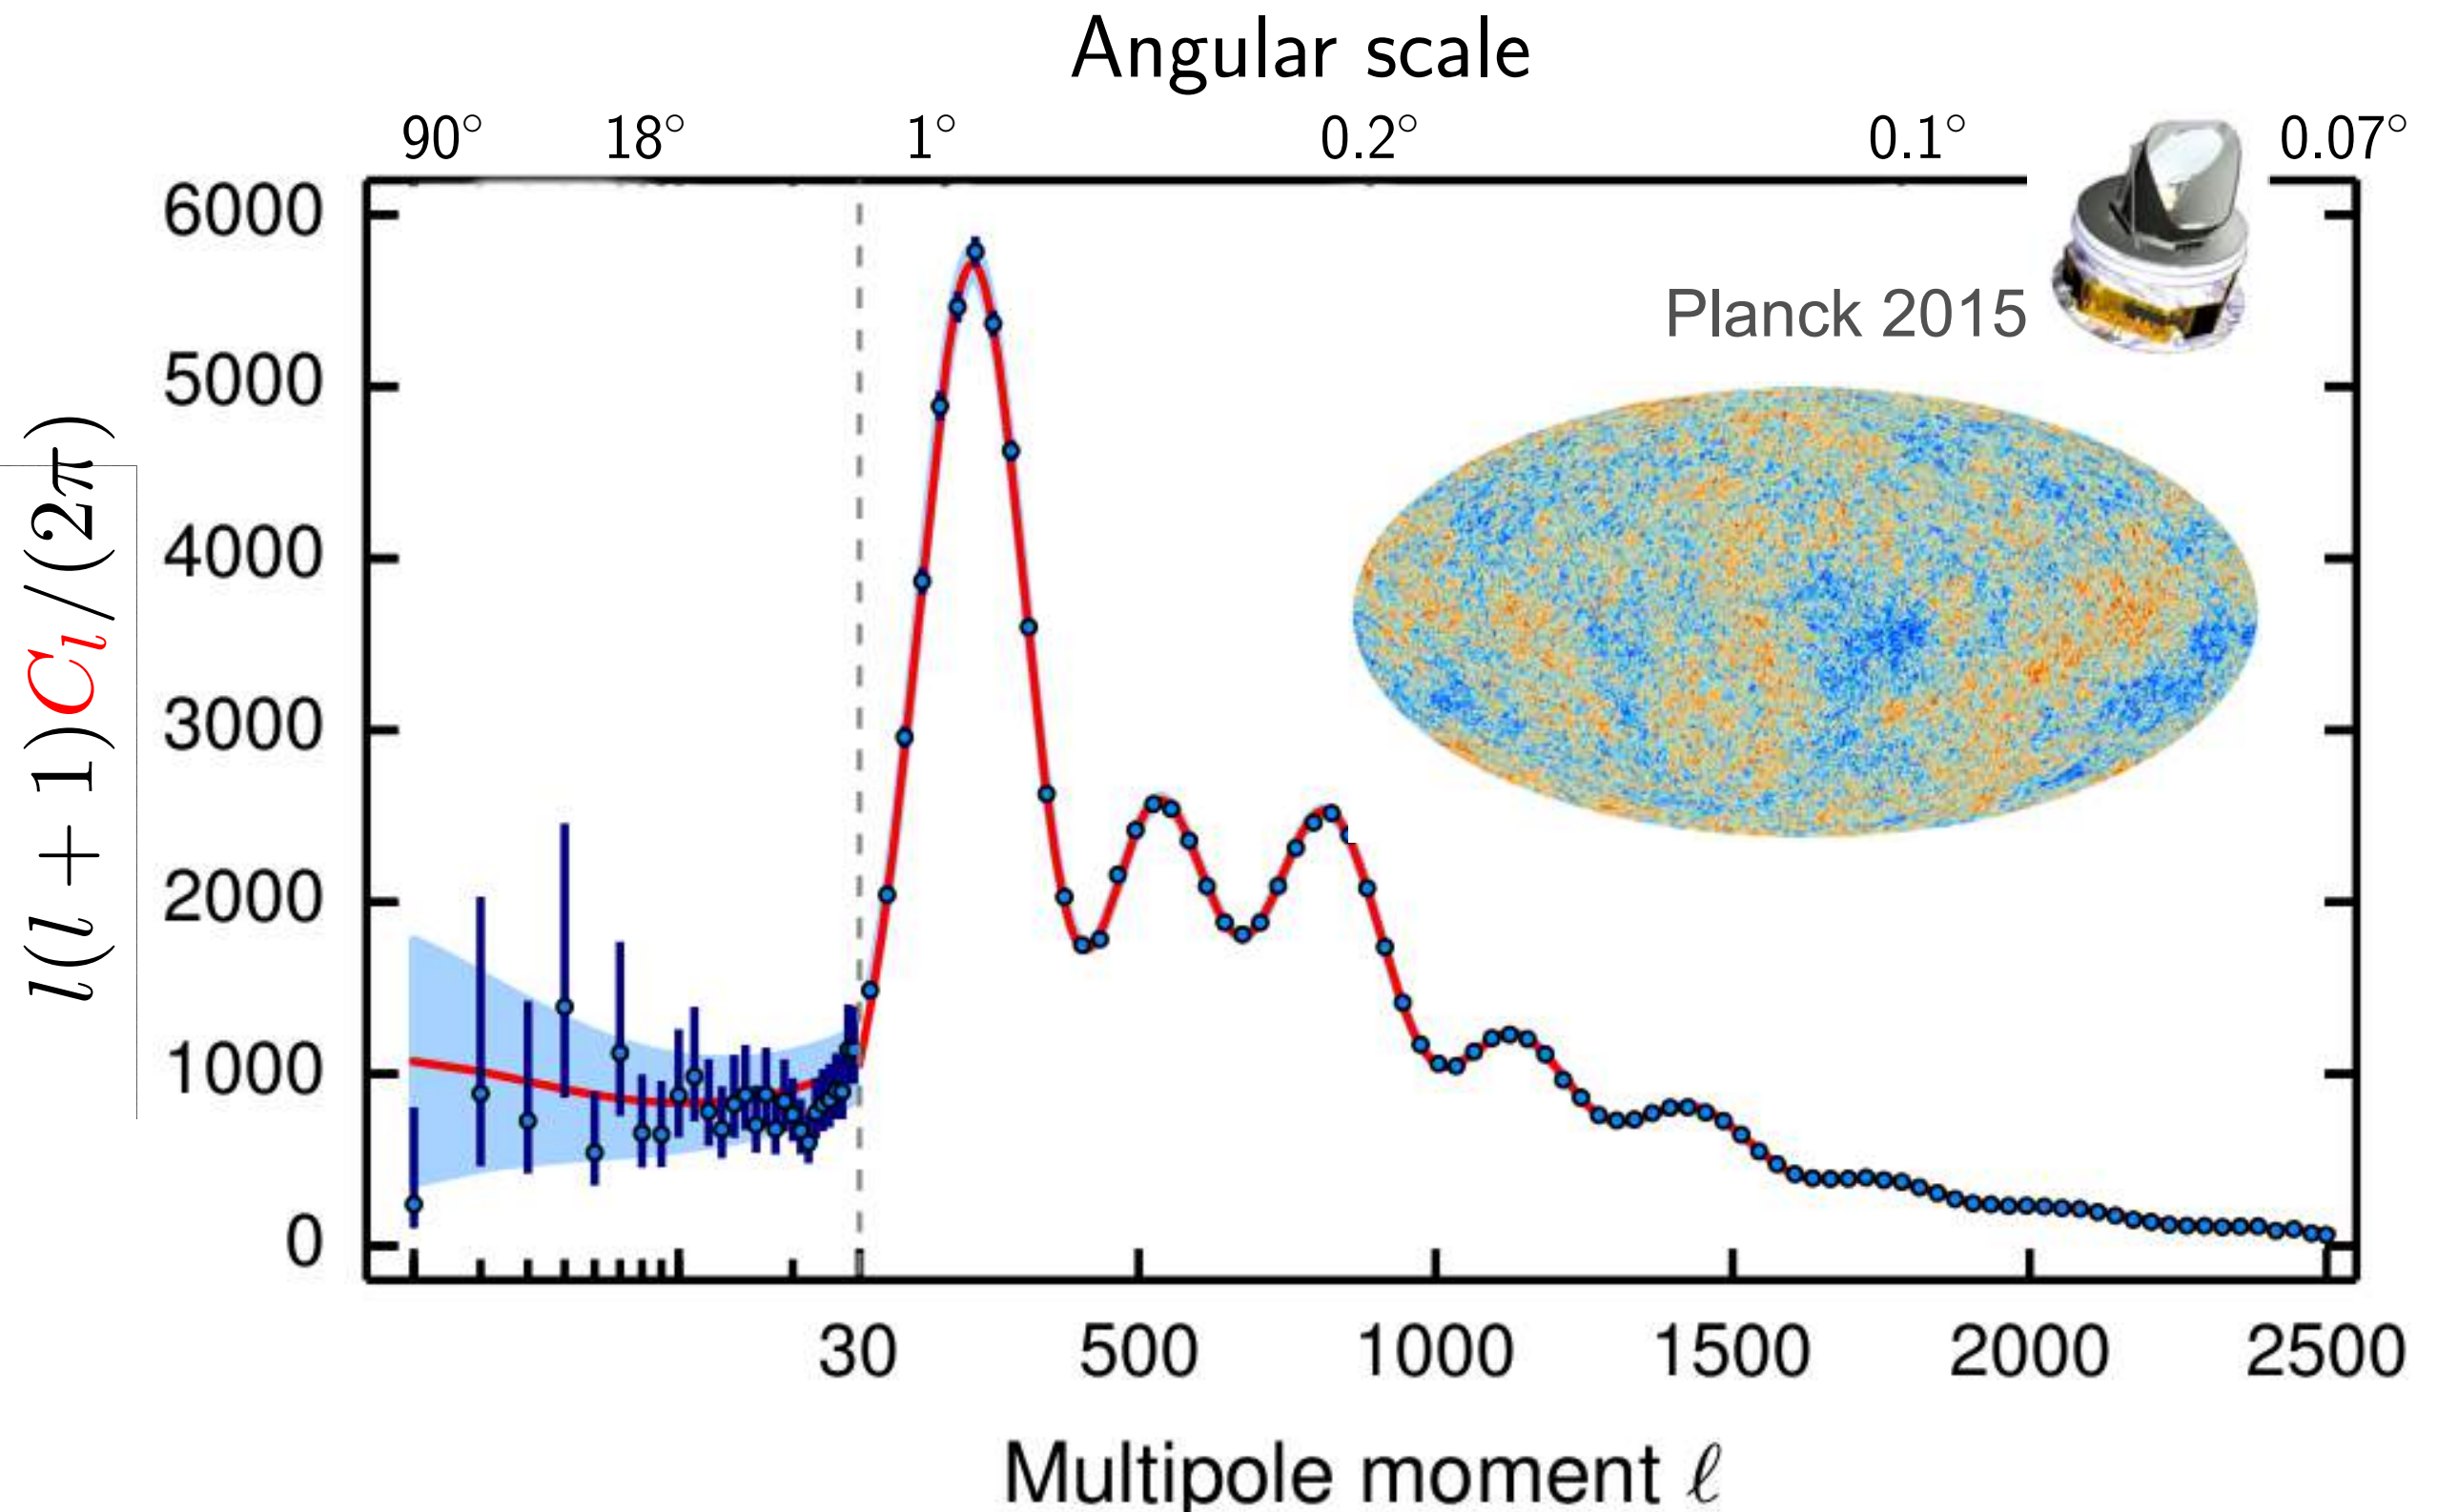 Angular scale
90° 18° 1° 0.2° 0.1° 0.07°
6000
5000
4000
3000
2000
1000
0
l(l + 1)C_l/(2π)
Planck 2015
30 500 1000 1500 2000 2500
Multipole moment ℓ